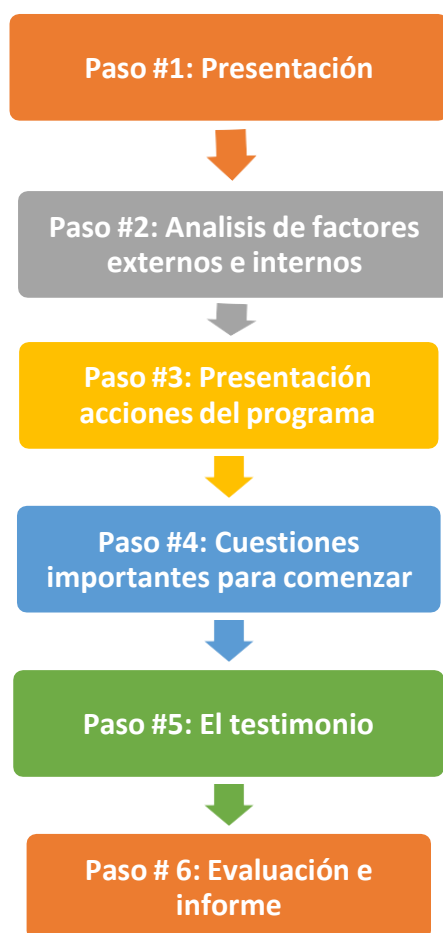 Paso #1: Presentación
Paso #2: Analisis de factores
externos e internos
Paso #3: Presentación
acciones del programa
Paso #4: Cuestiones
importantes para comenzar
Paso #5: El testimonio
Paso # 6: Evaluación e
informe